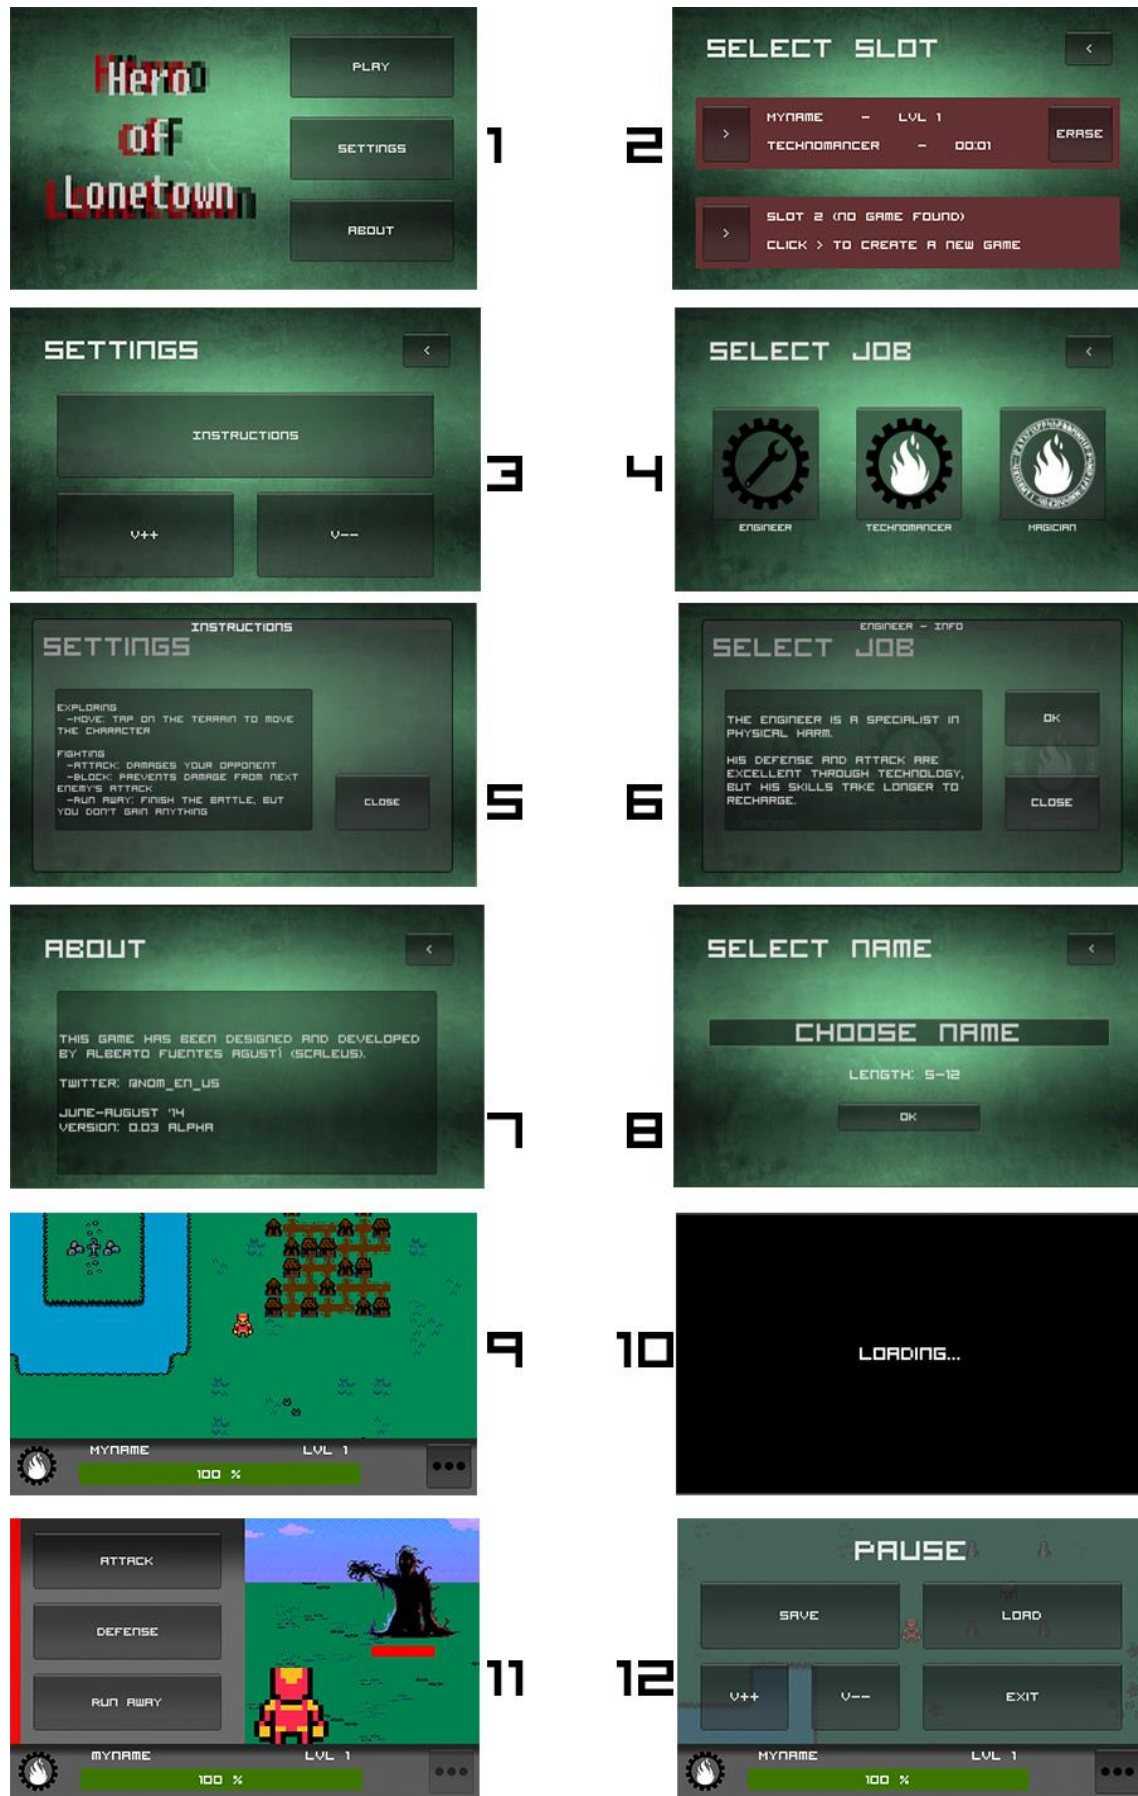 Hero
of
Lonetown
PLAY
SETTINGS
ABOUT
1
2
SELECT SLOT
<
>
MYNAME - LVL 1
TECHNOMANCER - 00:01
ERASE
>
SLOT 2 (NO GAME FOUND)
CLICK > TO CREATE A NEW GAME
SETTINGS
<
INSTRUCTIONS
V++
V--
3
4
SELECT JOB
<
ENGINEER
TECHNOMANCER
MAGICIAN
INSTRUCTIONS
SETTINGS
EXPLORING
-MOVE: TAP ON THE TERRAIN TO MOVE
THE CHARACTER
FIGHTING
-ATTACK: DAMAGES YOUR OPPONENT
-BLOCK: PREVENTS DAMAGE FROM NEXT
ENEMY'S ATTACK
-RUN AWAY: FINISH THE BATTLE, BUT
YOU DON'T GAIN ANYTHING
CLOSE
5
6
ENGINEER - INFO
SELECT JOB
THE ENGINEER IS A SPECIALIST IN
PHYSICAL HARM.
HIS DEFENSE AND ATTACK ARE
EXCELLENT THROUGH TECHNOLOGY,
BUT HIS SKILLS TAKE LONGER TO
RECHARGE.
OK
CLOSE
ABOUT
<
THIS GAME HAS BEEN DESIGNED AND DEVELOPED
BY ALBERTO FUENTES AGUSTÍ (SCALEUS).
TWITTER: @NOM_EN_US
JUNE-AUGUST '14
VERSION: 0.03 ALPHA
7
8
SELECT NAME
<
CHOOSE NAME
LENGTH: 5-12
OK
9
MYNAME LVL 1
100 %
10
LOADING...
ATTACK
DEFENSE
RUN AWAY
11
MYNAME LVL 1
100 %
12
PAUSE
SAVE
LOAD
V++
V--
EXIT
MYNAME LVL 1
100 %